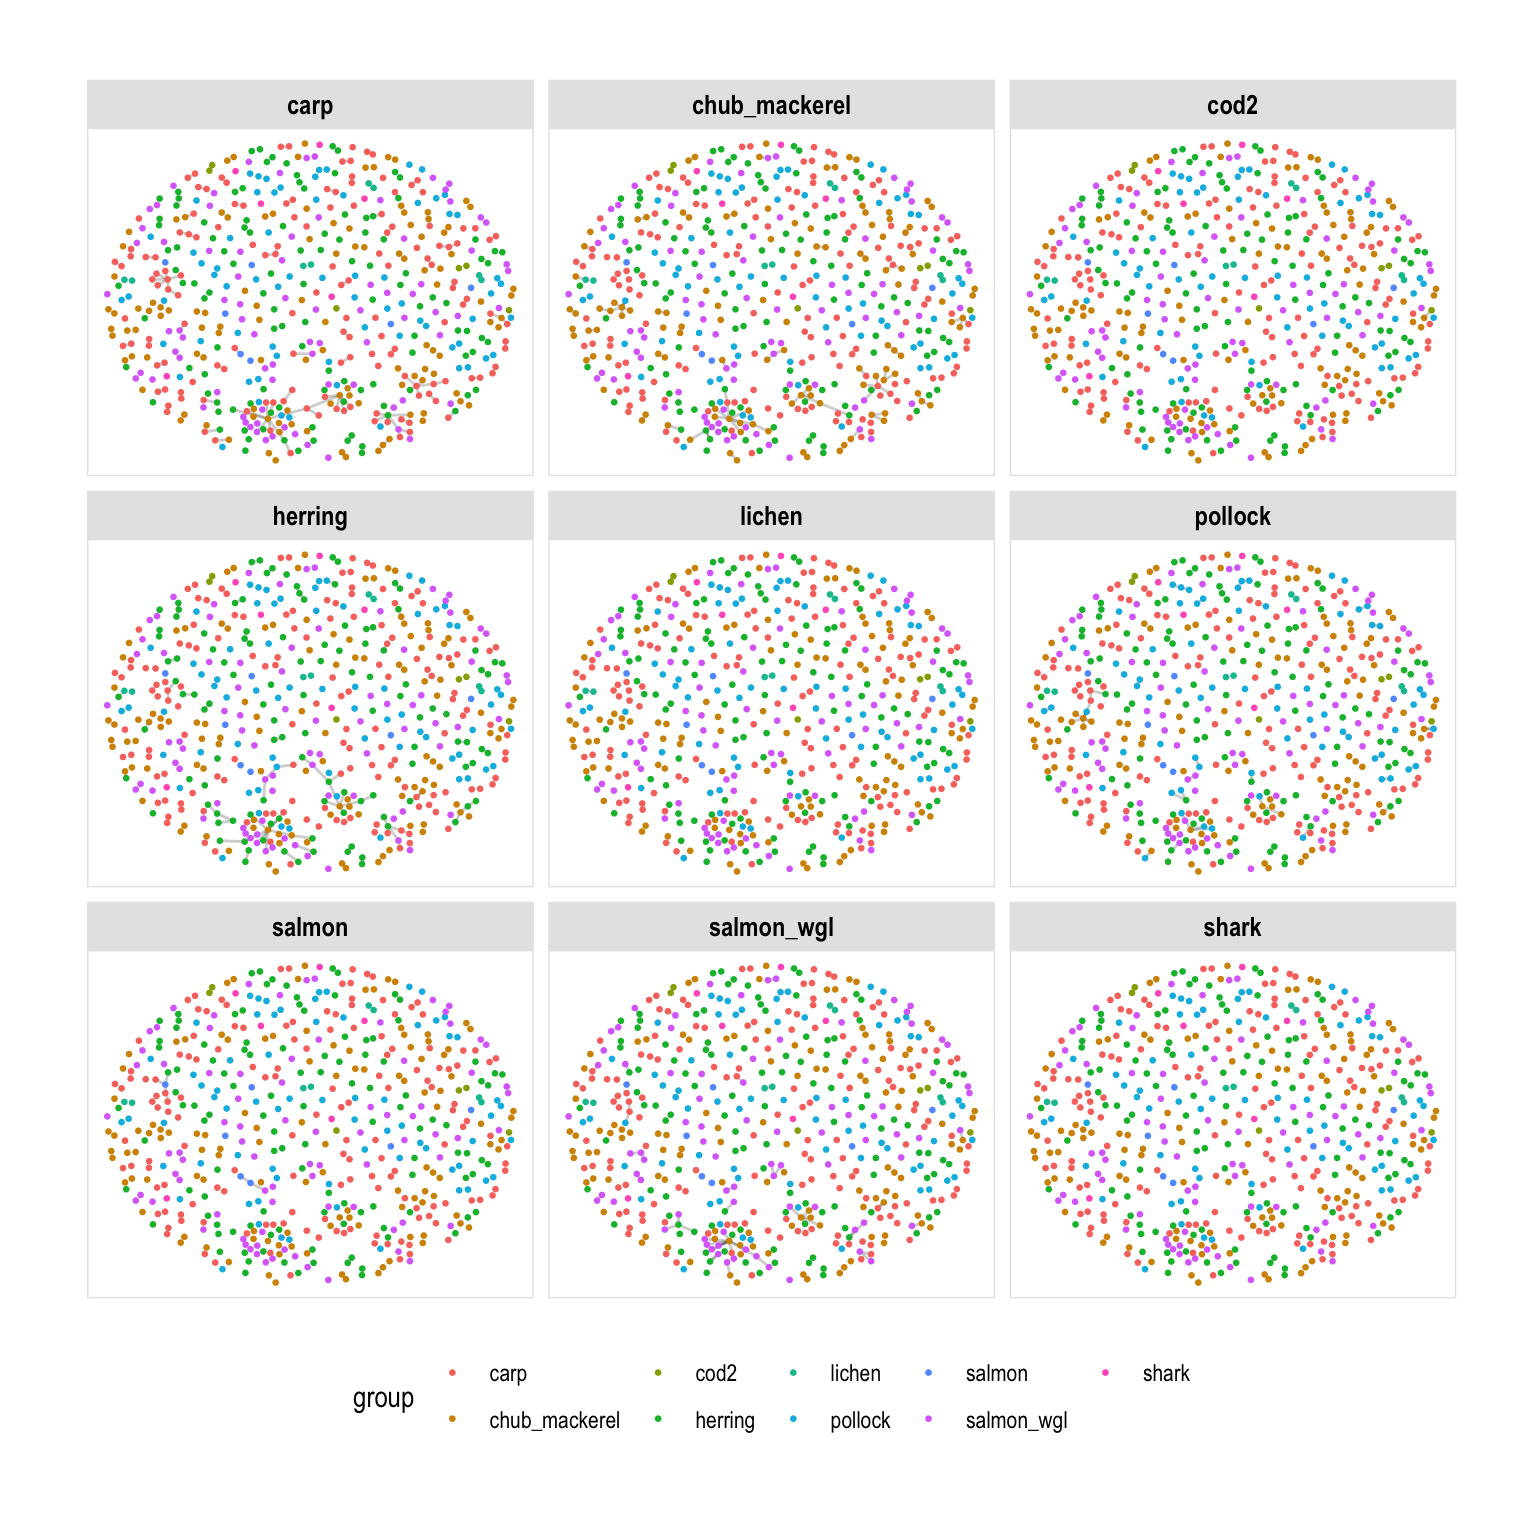 carp
chub_mackerel
cod2
herring
lichen
pollock
salmon
salmon_wgl
shark
group
carp
cod2
lichen
salmon
shark
chub_mackerel
herring
pollock
salmon_wgl